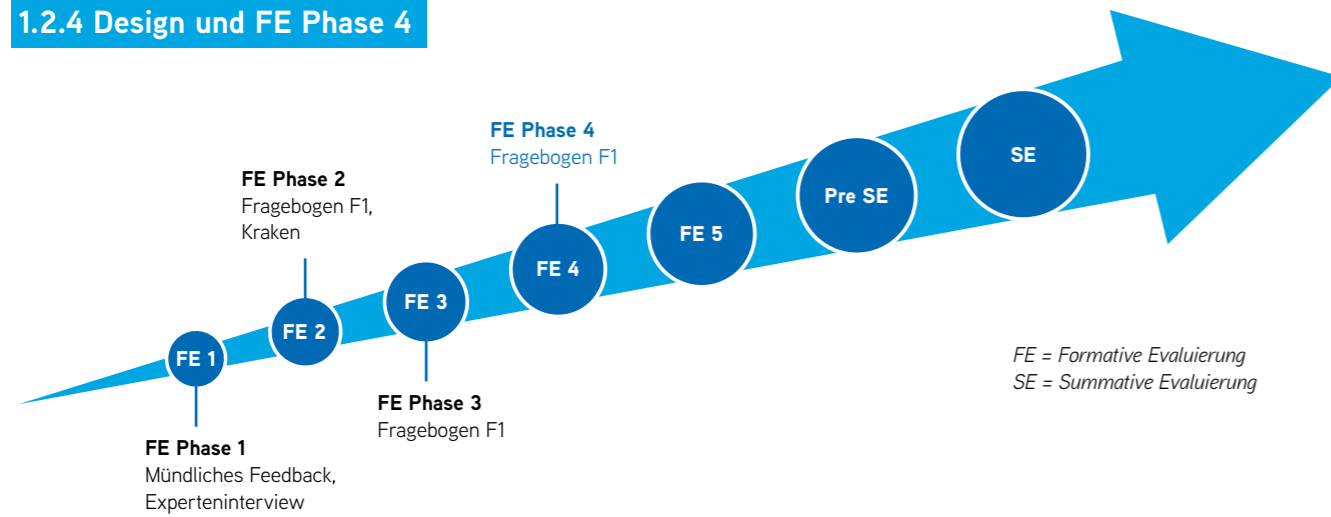 1.2.4 Design und FE Phase 4
FE Phase 4
Fragebogen F1
FE Phase 2
Fragebogen F1,
Kraken
FE 1
FE 2
FE 3
FE 4
FE 5
Pre SE
SE
FE Phase 3
Fragebogen F1
FE Phase 1
Mündliches Feedback,
Experteninterview
FE = Formative Evaluierung
SE = Summative Evaluierung